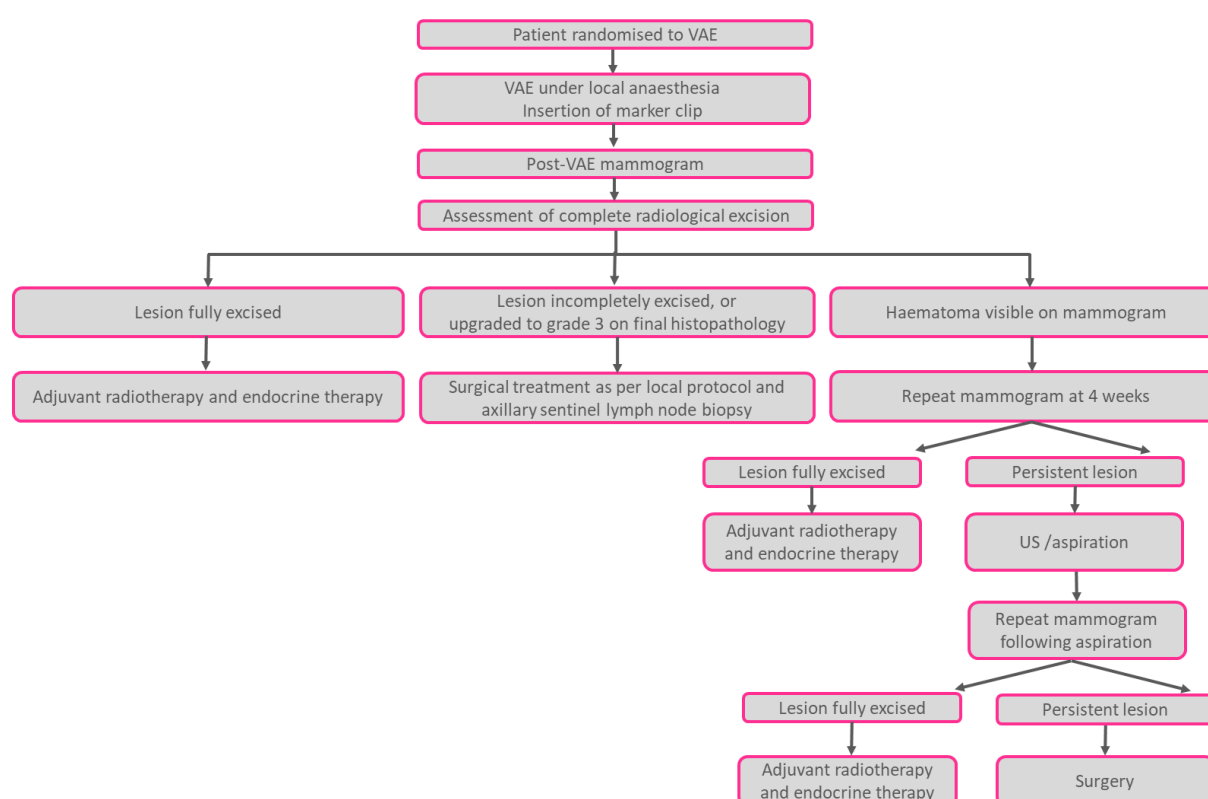 Patient randomised to VAE
VAE under local anaesthesia
Insertion of marker clip
Post-VAE mammogram
Assessment of complete radiological excision
Lesion fully excised
Lesion incompletely excised, or
upgraded to grade 3 on final histopathology
Haematoma visible on mammogram
Adjuvant radiotherapy and endocrine therapy
Surgical treatment as per local protocol and
axillary sentinel lymph node biopsy
Repeat mammogram at 4 weeks
Lesion fully excised
Persistent lesion
Adjuvant radiotherapy
and endocrine therapy
US /aspiration
Repeat mammogram
following aspiration
Lesion fully excised
Persistent lesion
Adjuvant radiotherapy
and endocrine therapy
Surgery